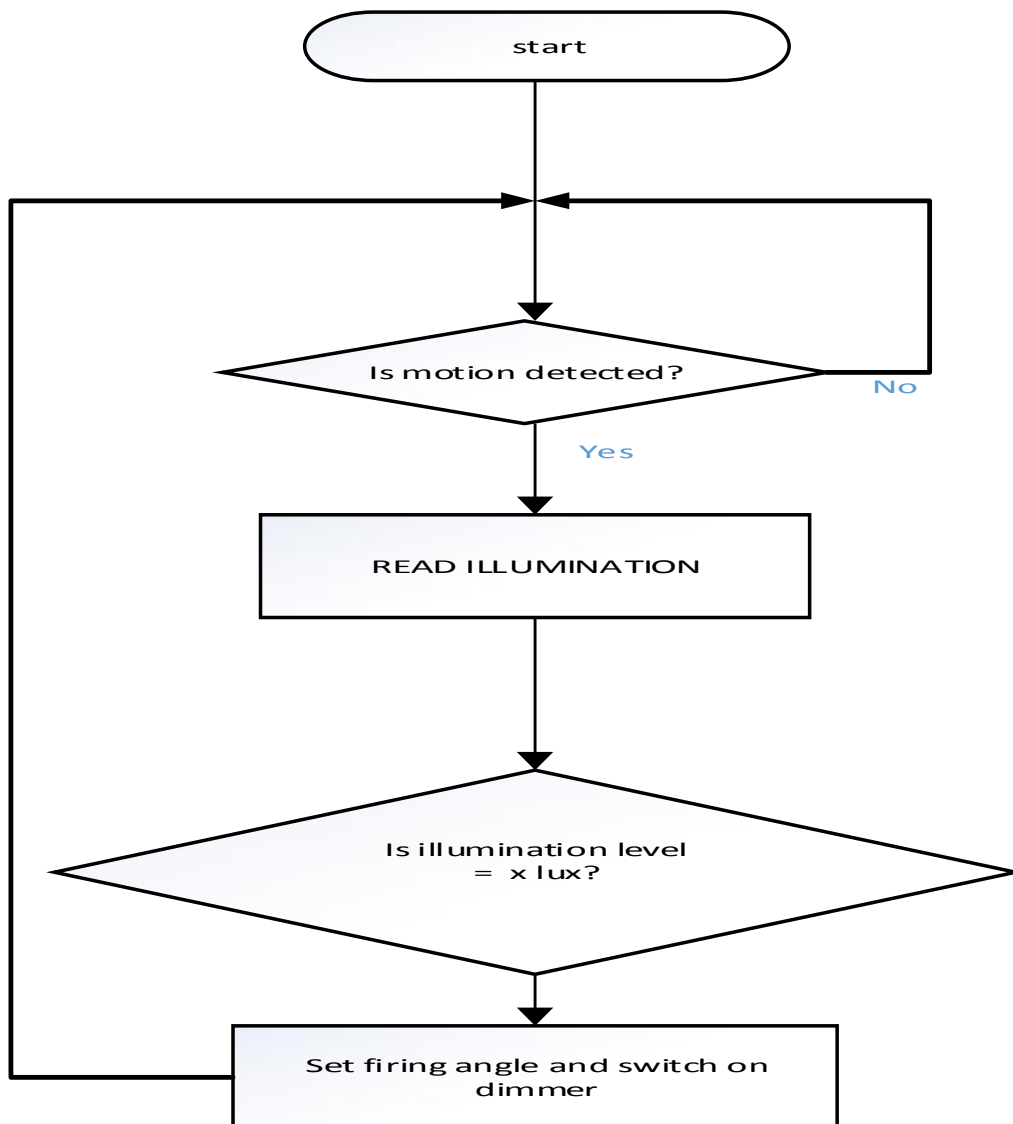 start
Is motion detected?
No
Yes
READ ILLUMINATION
Is illumination level
= x lux?
Set firing angle and switch on
dimmer